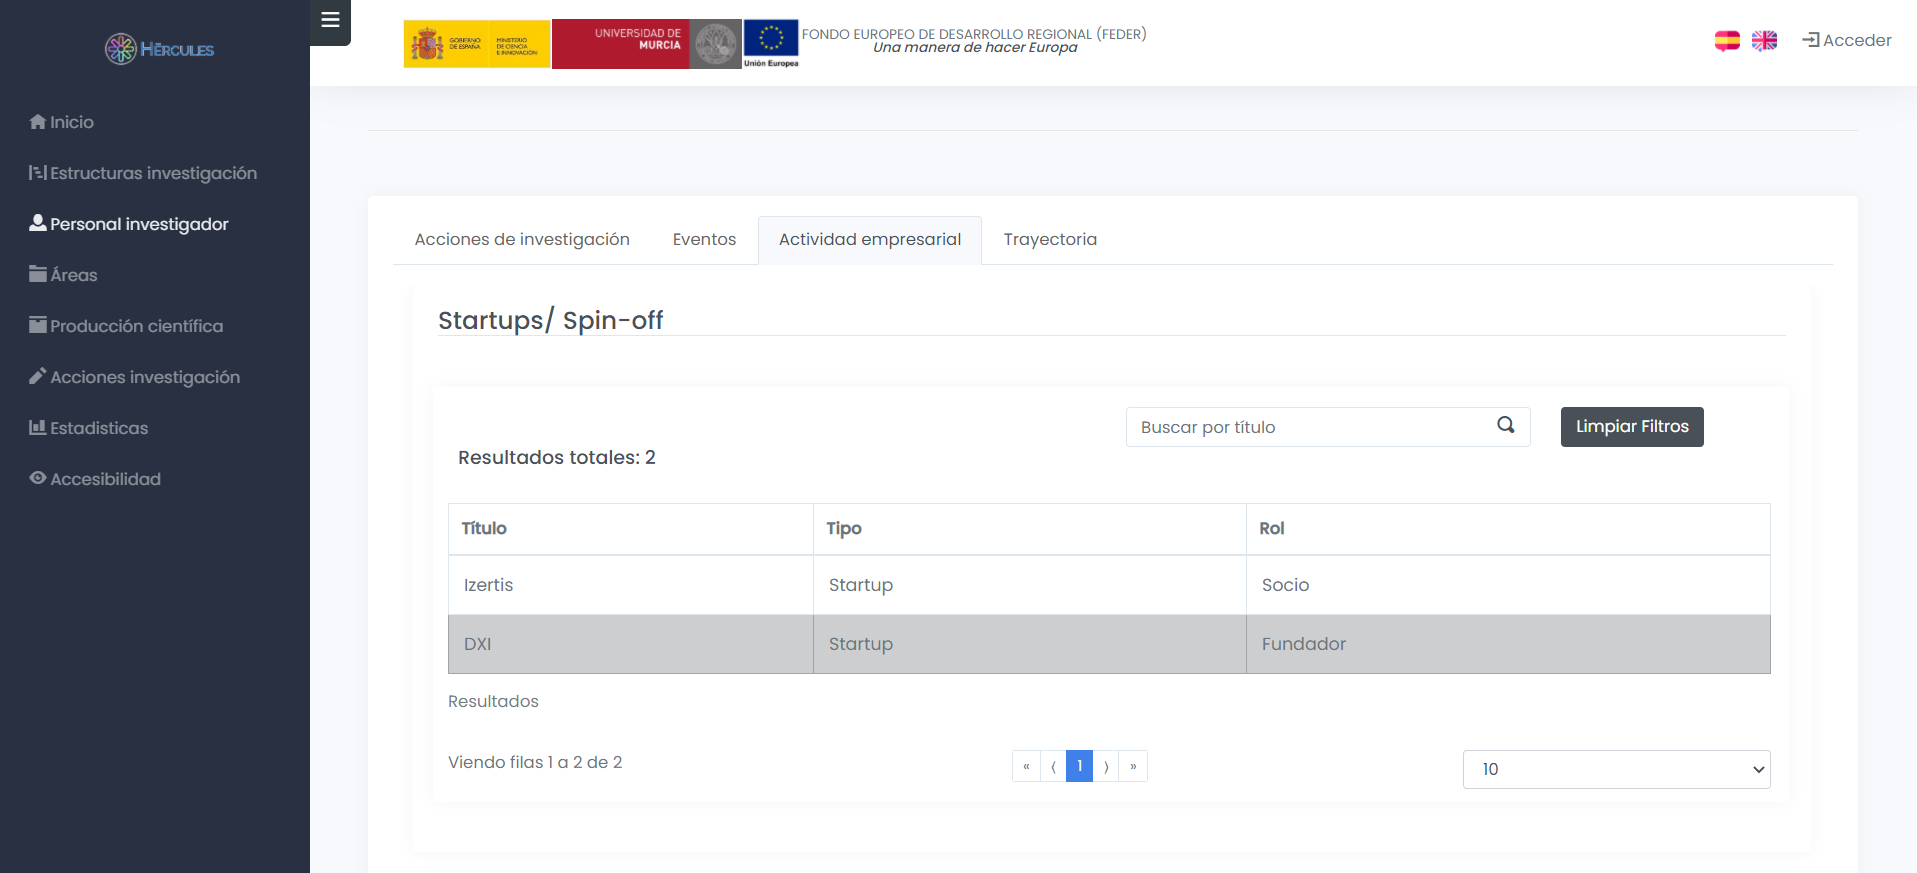 HÉRCULES
Inicio
Estructuras investigación
Personal investigador
Áreas
Producción científica
Acciones investigación
Estadisticas
Accesibilidad
GOBIERNO
DE ESPAÑA
MINISTERIO
DE CIENCIA
E INNOVACIÓN
UNIVERSIDAD DE
MURCIA
Unión Europea
FONDO EUROPEO DE DESARROLLO REGIONAL (FEDER)
Una manera de hacer Europa
Acceder
Acciones de investigación
Eventos
Actividad empresarial
Trayectoria
Startups/ Spin-off
Buscar por título
Limpiar Filtros
Resultados totales: 2
Título Tipo Rol
Izertis Startup Socio
DXI Startup Fundador
Resultados
Viendo filas 1 a 2 de 2
« ⟨ 1 ⟩ »
10